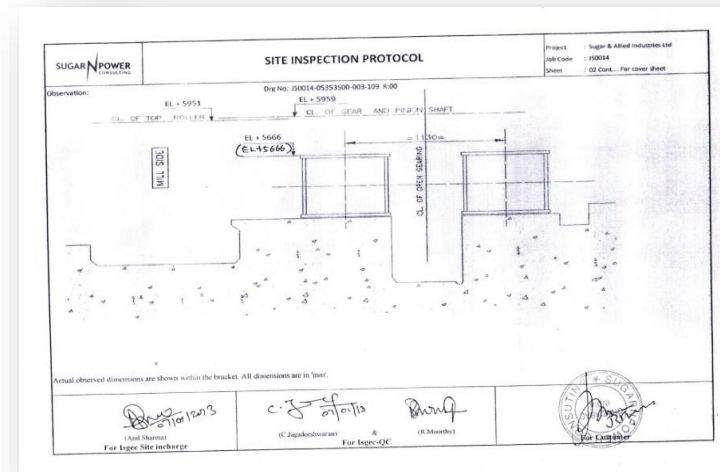 SUGAR POWER
CONSULTING
SITE INSPECTION PROTOCOL
Project : Sugar & Allied Industries Ltd
Job Code : JS0014
Sheet : 02 Cont... For cover sheet
Observation:
Drg No: JS0014-05353500-003-109 R:00
EL + 5951
EL + 5959
CL. OF TOP ROLLER
CL. OF GEAR AND PINION SHAFT
EL + 5666
(EL+5666)
1130
MILL SIDE
CL. OF OPEN GEARING
Actual observed dimensions are shown within the bracket. All dimensions are in 'mm'.
(Anil Sharma)
For Isgec Site incharge
(C.Jagadeshwaran) & (R.Moorthy)
For Isgec-QC
For Customer